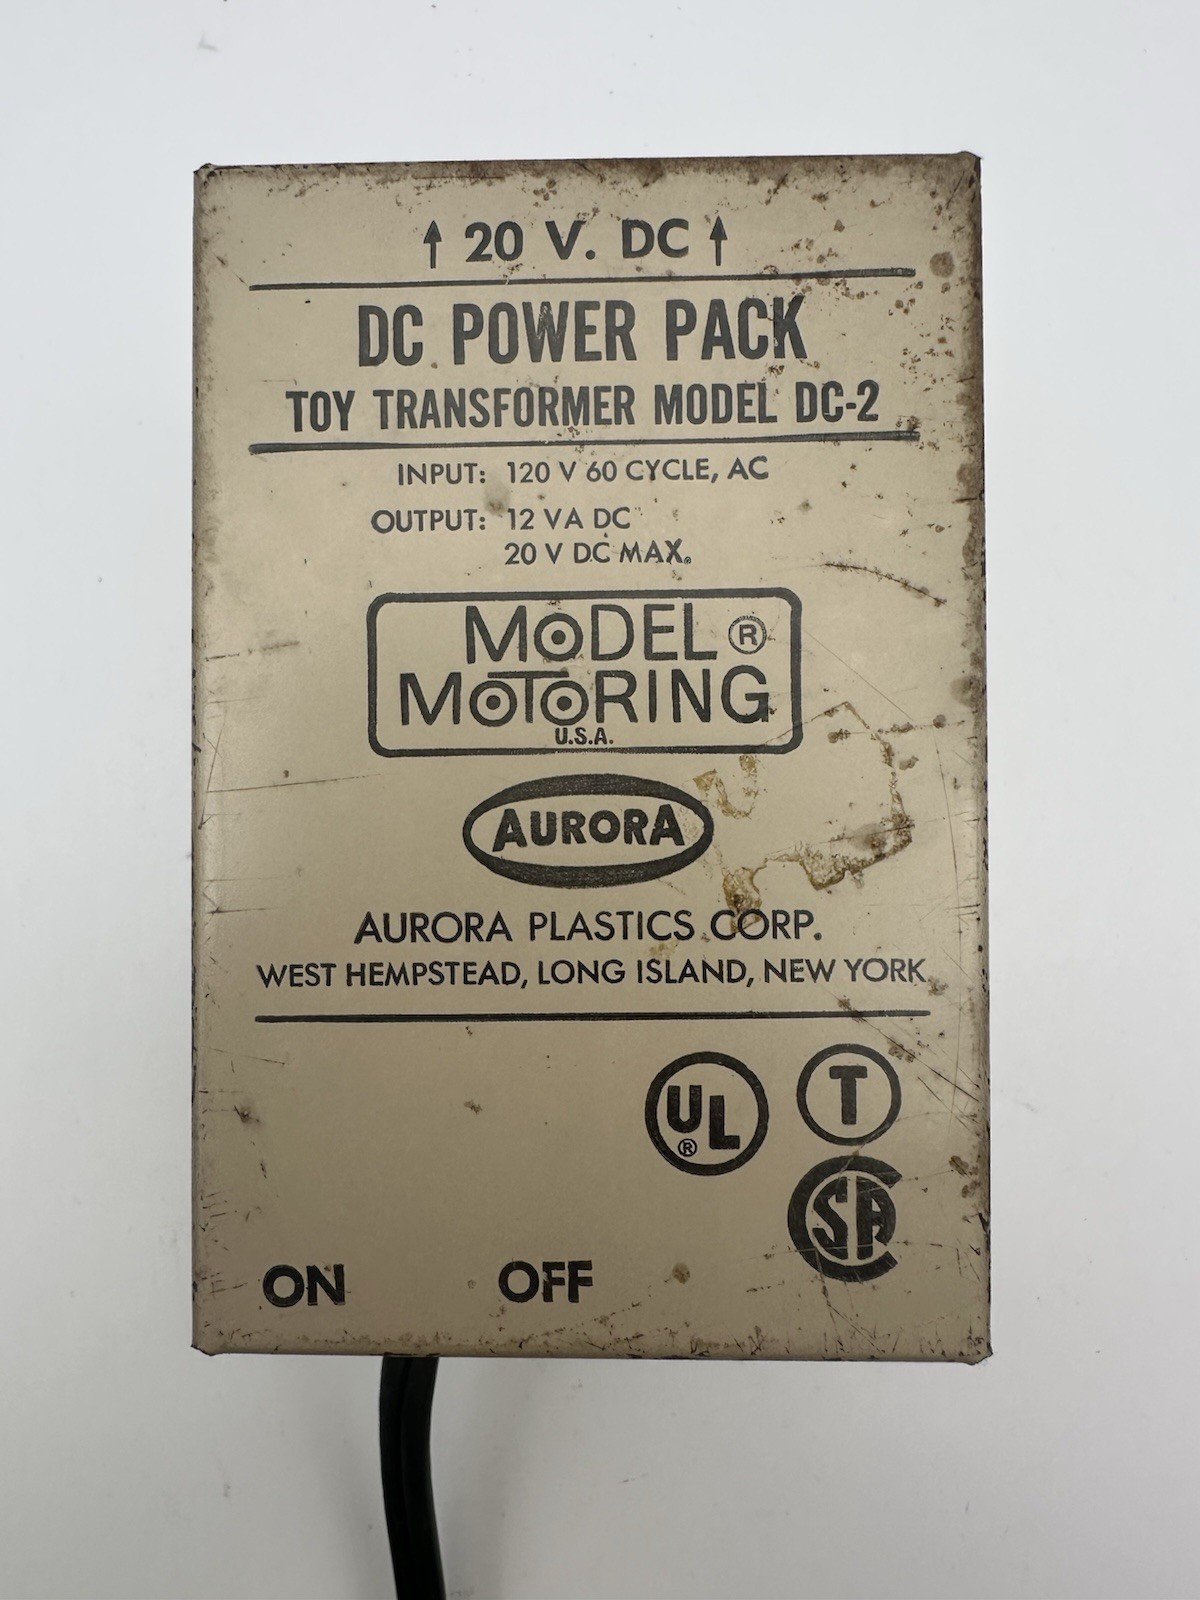 ↑ 20 V. DC ↑
DC POWER PACK
TOY TRANSFORMER MODEL DC-2
INPUT: 120 V 60 CYCLE, AC
OUTPUT: 12 VA DC
20 V DC MAX.
MODEL ®
MOTORING
U.S.A.
AURORA
AURORA PLASTICS CORP.
WEST HEMPSTEAD, LONG ISLAND, NEW YORK
UL ®
T
CSA
ON OFF